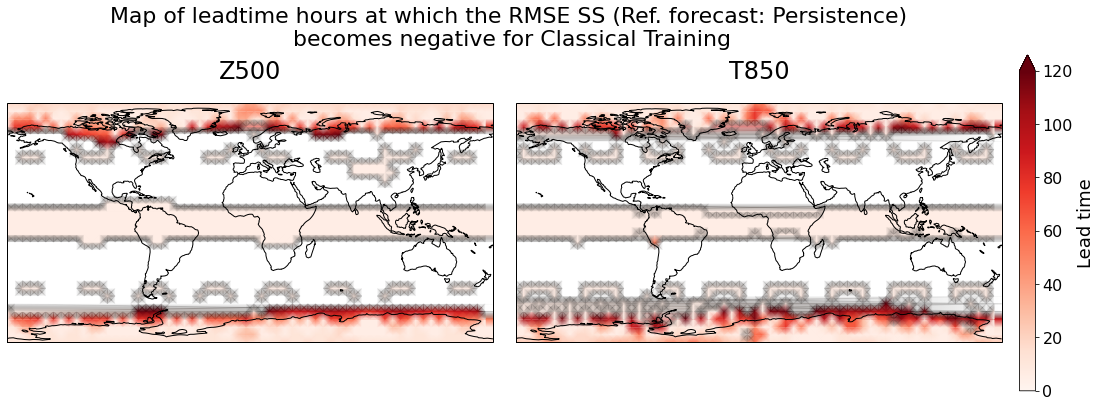 Map of leadtime hours at which the RMSE SS (Ref. forecast: Persistence)
becomes negative for Classical Training
Z500
T850
120
100
80
60
40
20
0
Lead time